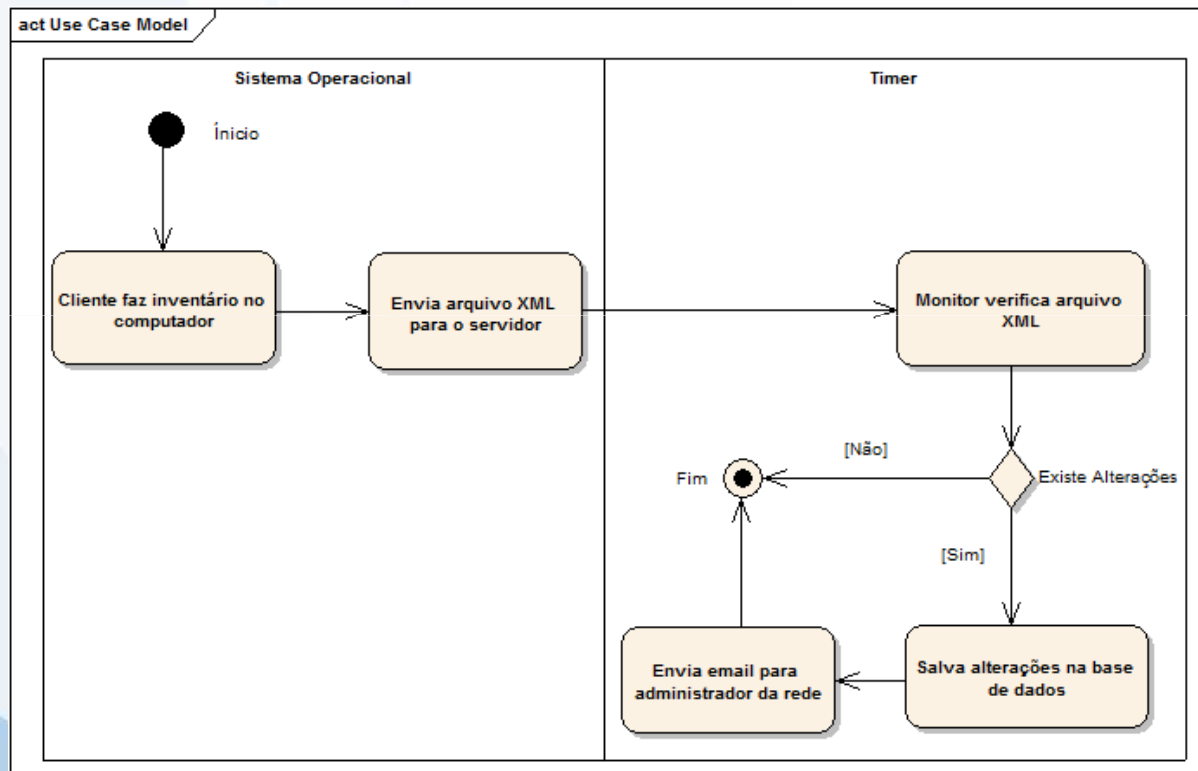 act Use Case Model
Sistema Operacional
Timer
Ínicio
Cliente faz inventário no
computador
Envia arquivo XML
para o servidor
Monitor verifica arquivo
XML
[Não]
Fim
Existe Alterações
[Sim]
Envia email para
administrador da rede
Salva alterações na base
de dados